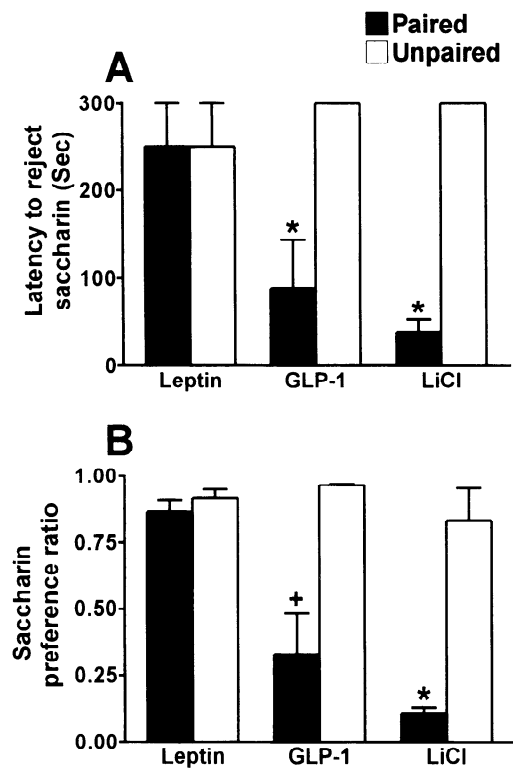 Paired
Unpaired
A
Latency to reject
saccharin (Sec)
300
200
100
0
*
*
Leptin
GLP-1
LiCl
B
Saccharin
preference ratio
1.00
0.75
0.50
0.25
0.00
+
*
Leptin
GLP-1
LiCl